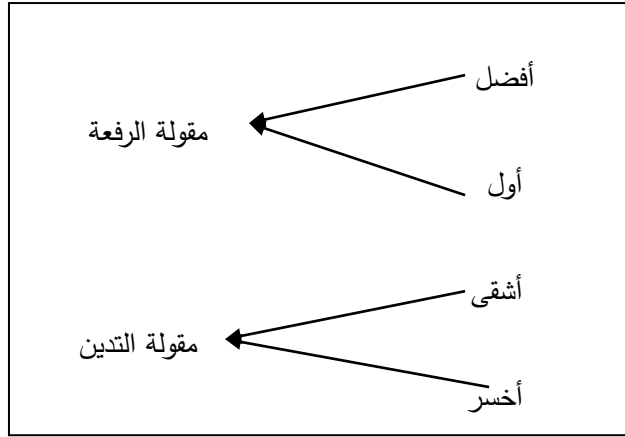 أفضل
مقولة الرفعة
أول
أشقى
مقولة التدين
أخسر